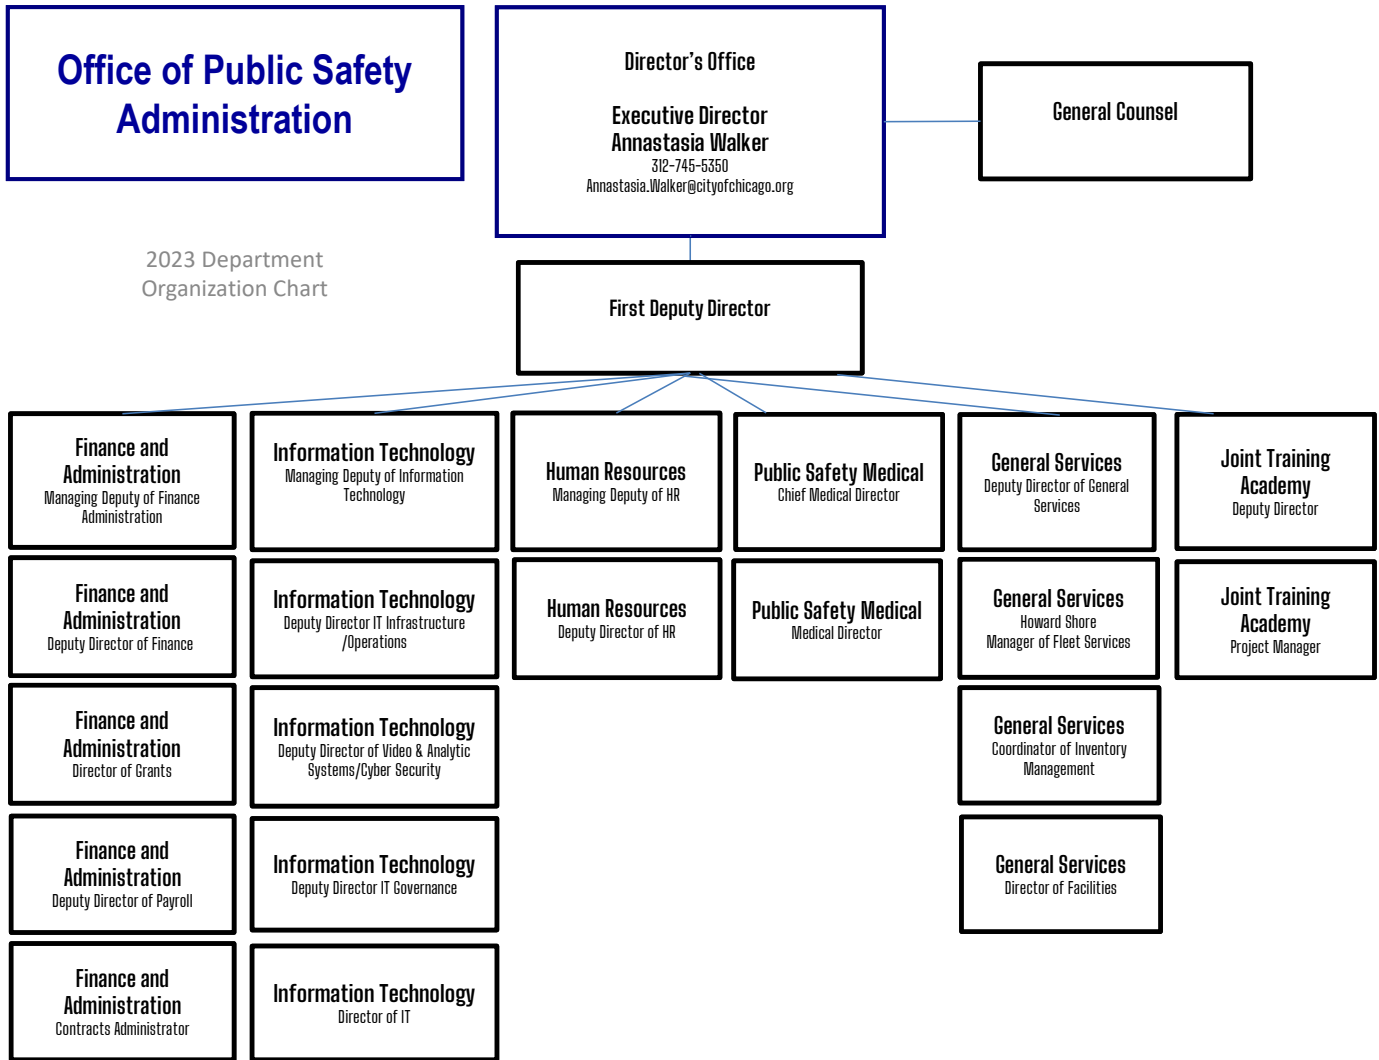 Office of Public Safety
Administration
Director's Office
Executive Director
Annastasia Walker
312-745-5350
Annastasia.Walker@cityofchicago.org
General Counsel
2023 Department
Organization Chart
First Deputy Director
Finance and
Administration
Managing Deputy of Finance
Administration
Information Technology
Managing Deputy of Information
Technology
Human Resources
Managing Deputy of HR
Public Safety Medical
Chief Medical Director
General Services
Deputy Director of General
Services
Joint Training
Academy
Deputy Director
Finance and
Administration
Deputy Director of Finance
Information Technology
Deputy Director IT Infrastructure
/Operations
Human Resources
Deputy Director of HR
Public Safety Medical
Medical Director
General Services
Howard Shore
Manager of Fleet Services
Joint Training
Academy
Project Manager
Finance and
Administration
Director of Grants
Information Technology
Deputy Director of Video & Analytic
Systems/Cyber Security
General Services
Coordinator of Inventory
Management
Finance and
Administration
Deputy Director of Payroll
Information Technology
Deputy Director IT Governance
General Services
Director of Facilities
Finance and
Administration
Contracts Administrator
Information Technology
Director of IT